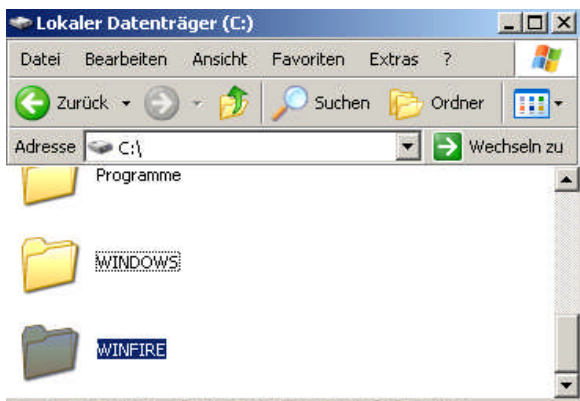 Lokaler Datenträger (C:)
Datei Bearbeiten Ansicht Favoriten Extras ?
Zurück Suchen Ordner
Adresse C:\ Wechseln zu
Programme
WINDOWS
WINFIRE